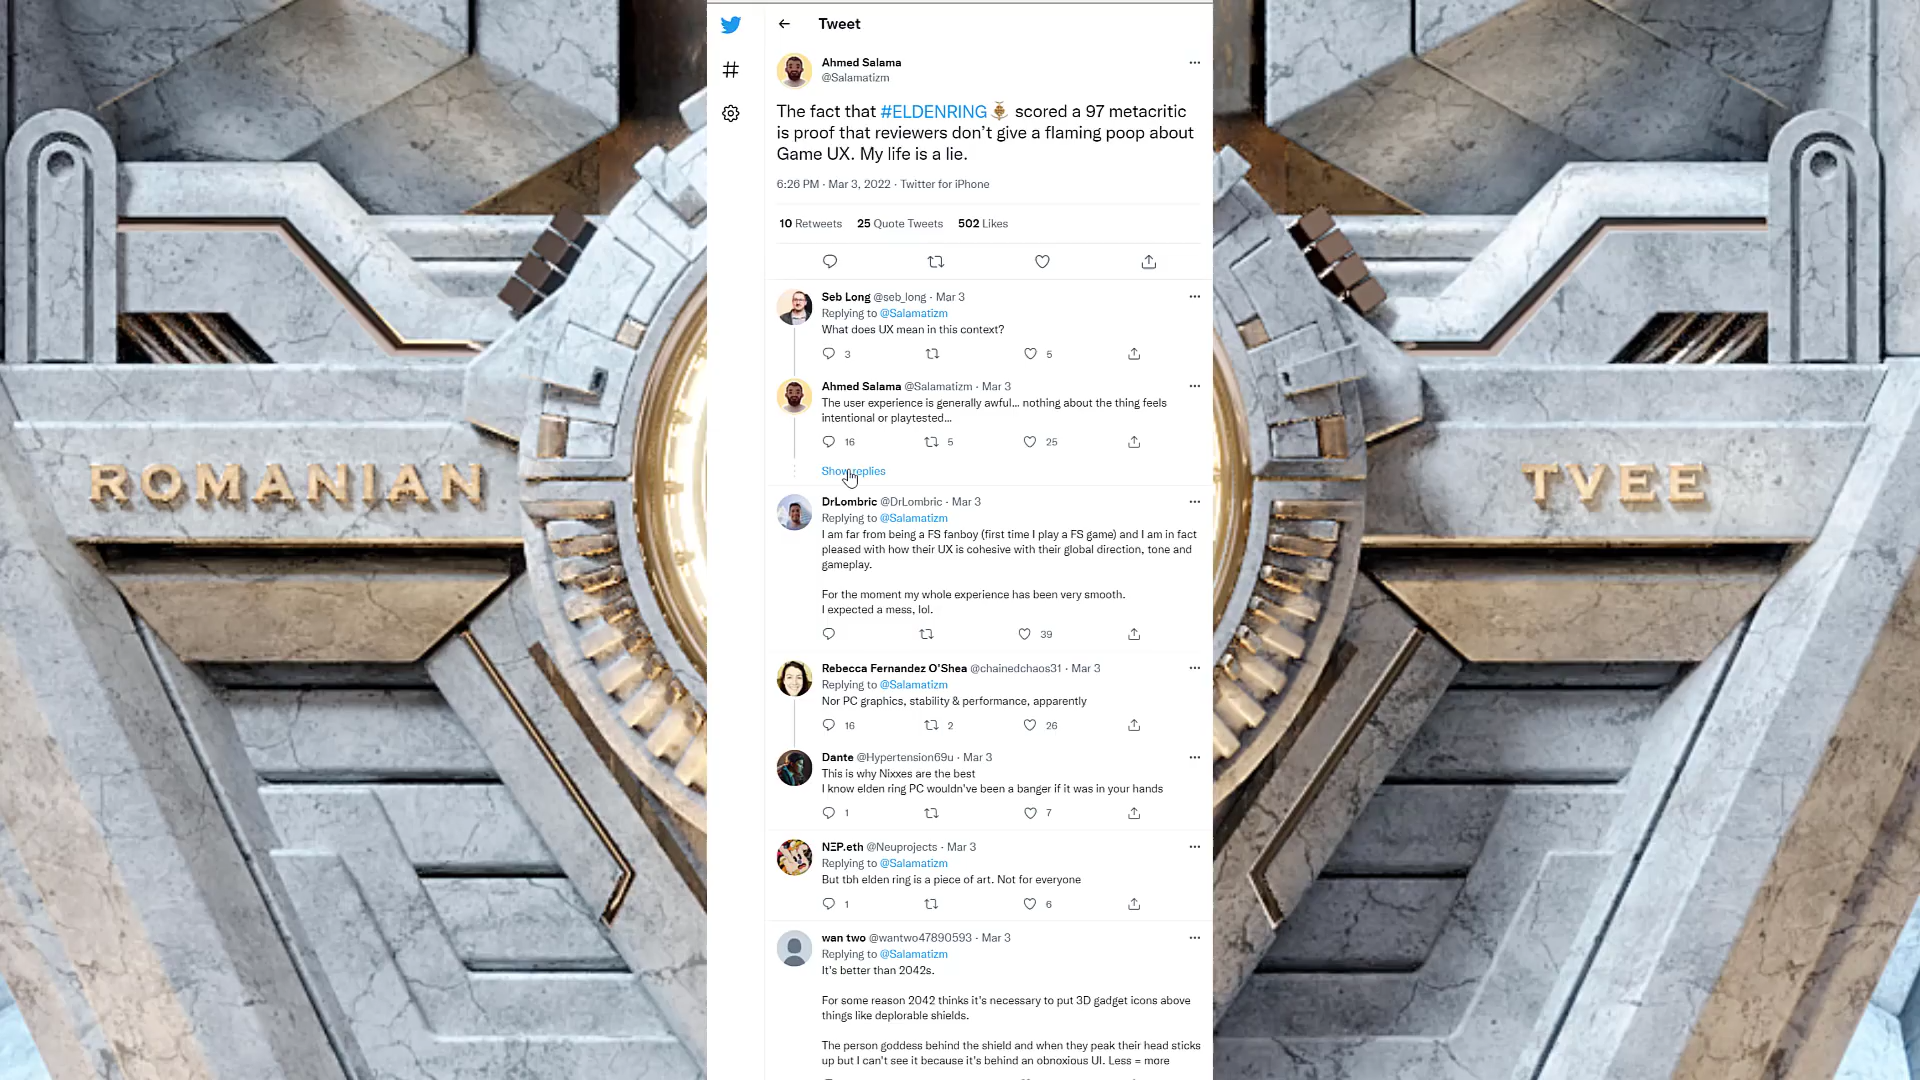 Tweet
Ahmed Salama
@Salamatizm
The fact that #ELDENRING scored a 97 metacritic
is proof that reviewers don't give a flaming poop about
Game UX. My life is a lie.
6:26 PM · Mar 3, 2022 · Twitter for iPhone
10 Retweets 25 Quote Tweets 502 Likes
Seb Long @seb_long · Mar 3
Replying to @Salamatizm
What does UX mean in this context?
3 5
Ahmed Salama @Salamatizm · Mar 3
The user experience is generally awful... nothing about the thing feels
intentional or playtested...
16 5 25
Show replies
ROMANIAN
TVEE
DrLombric @DrLombric · Mar 3
Replying to @Salamatizm
I am far from being a FS fanboy (first time I play a FS game) and I am in fact
pleased with how their UX is cohesive with their global direction, tone and
gameplay.
For the moment my whole experience has been very smooth.
I expected a mess, lol.
39
Rebecca Fernandez O'Shea @chainedchaos31 · Mar 3
Replying to @Salamatizm
Nor PC graphics, stability & performance, apparently
16 2 26
Dante @Hypertension69u · Mar 3
This is why Nixxes are the best
I know elden ring PC wouldn've been a banger if it was in your hands
1 7
NΞP.eth @Neuprojects · Mar 3
Replying to @Salamatizm
But tbh elden ring is a piece of art. Not for everyone
1 6
wan two @wantwo47890593 · Mar 3
Replying to @Salamatizm
It's better than 2042s.
For some reason 2042 thinks it's necessary to put 3D gadget icons above
things like deplorable shields.
The person goddess behind the shield and when they peak their head sticks
up but I can't see it because it's behind an obnoxious UI. Less = more